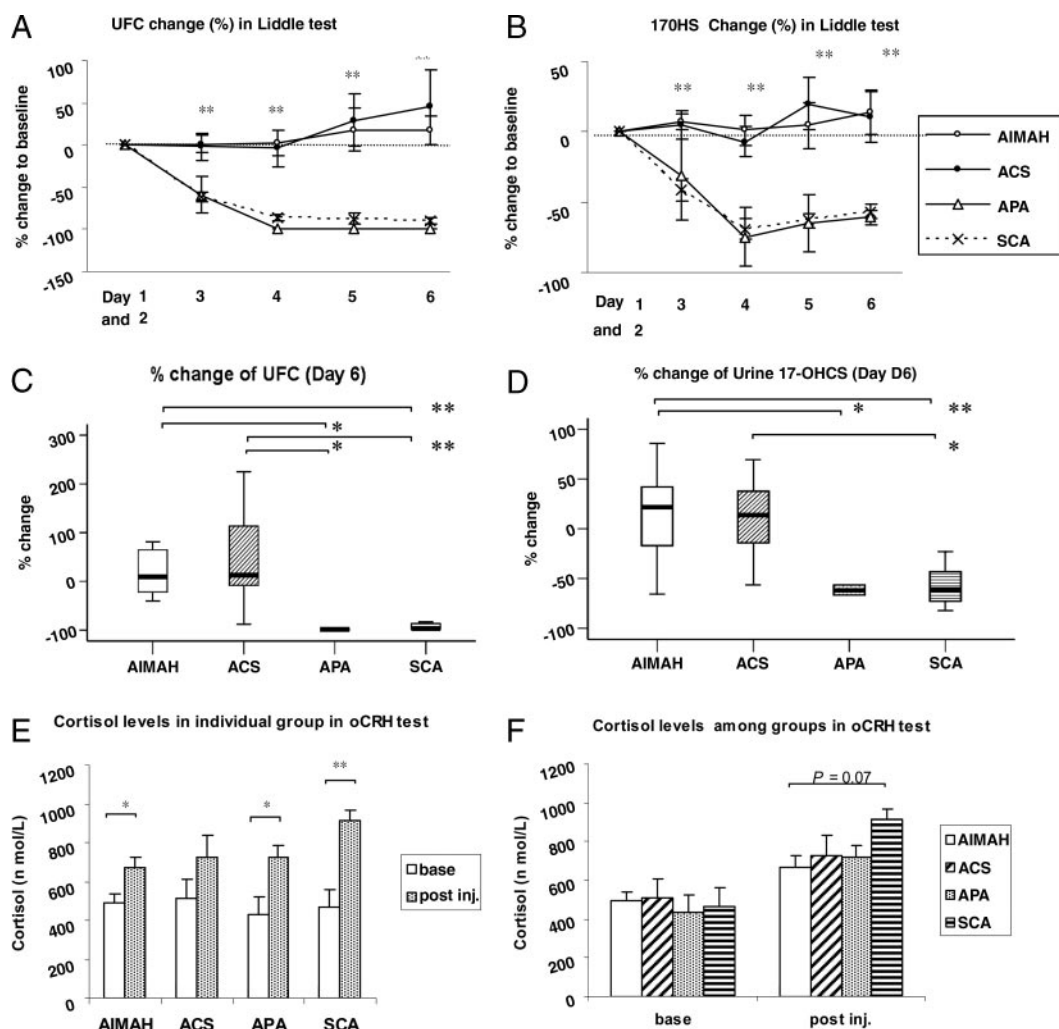 A
UFC change (%) in Liddle test
% change to baseline
100
50
0
-50
-100
-150
** ** ** **
Day 1 3 4 5 6
and 2
B
170HS Change (%) in Liddle test
% change to baseline
50
0
-50
-100
** ** ** **
Day 1 3 4 5 6
and 2
AIMAH
ACS
APA
SCA
C
% change of UFC (Day 6)
% change
300
200
100
0
-100
**
*
*
**
AIMAH ACS APA SCA
D
% change of Urine 17-OHCS (Day D6)
% change
100
50
0
-50
-100
* **
*
AIMAH ACS APA SCA
E
Cortisol levels in individual group in oCRH test
Cortisol (n mol/L)
1200
1000
800
600
400
200
0
* * **
AIMAH ACS APA SCA
base
post inj.
F
Cortisol levels among groups in oCRH test
Cortisol (n mol/L)
1200
1000
800
600
400
200
0
P = 0.07
base post inj.
AIMAH
ACS
APA
SCA